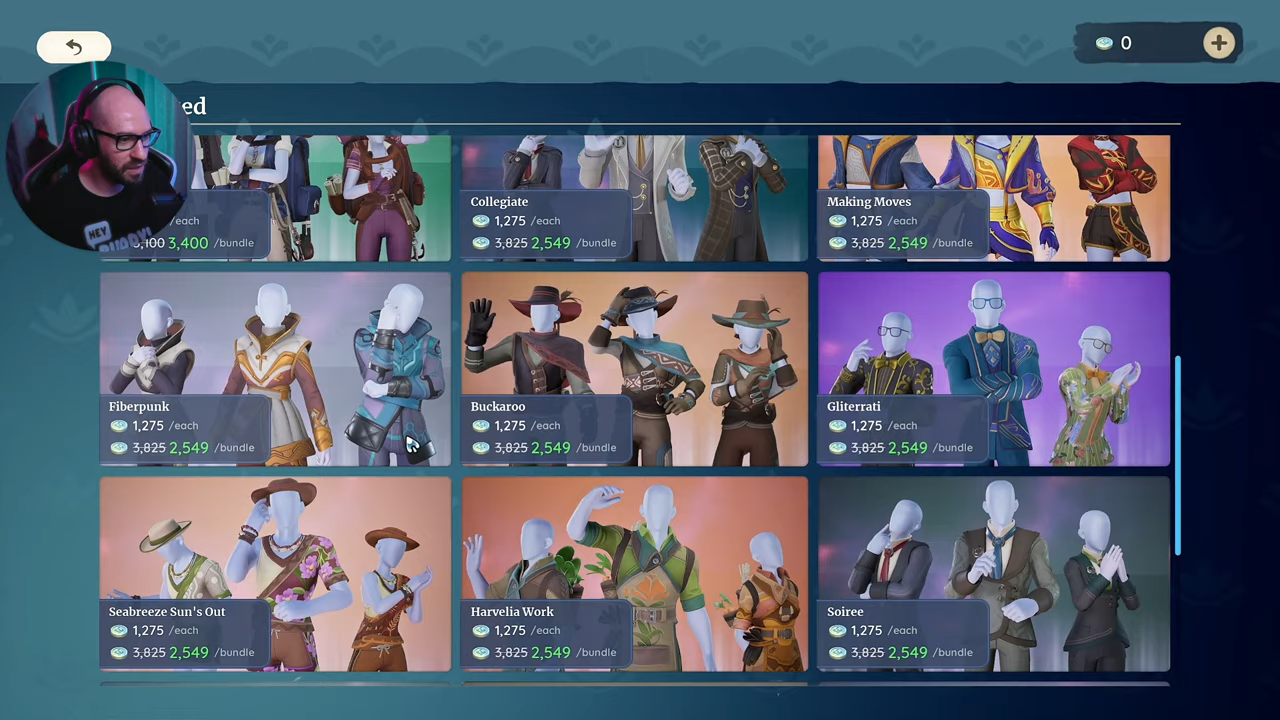 0
ed
/each
3,400 /bundle
Collegiate
1,275 /each
3,825 2,549 /bundle
Making Moves
1,275 /each
3,825 2,549 /bundle
Fiberpunk
1,275 /each
3,825 2,549 /bundle
Buckaroo
1,275 /each
3,825 2,549 /bundle
Gliterrati
1,275 /each
3,825 2,549 /bundle
Seabreeze Sun's Out
1,275 /each
3,825 2,549 /bundle
Harvelia Work
1,275 /each
3,825 2,549 /bundle
Soiree
1,275 /each
3,825 2,549 /bundle
HEY
BUDDY!